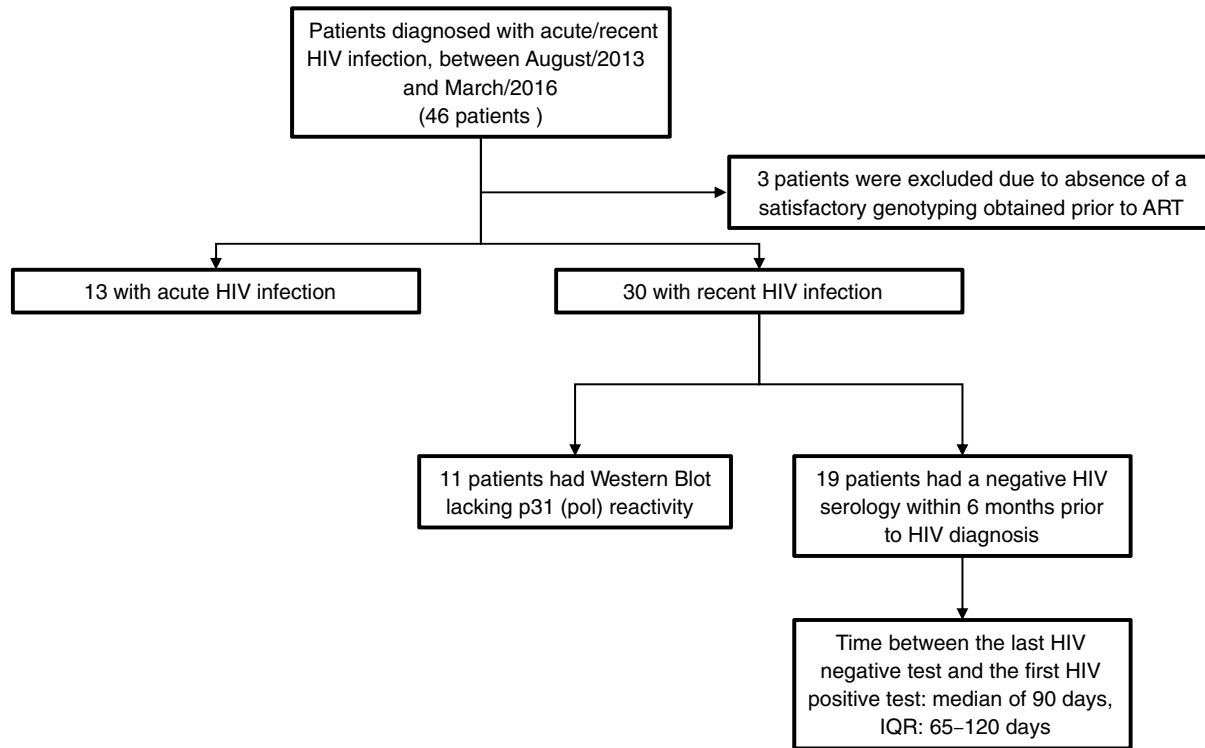 Patients diagnosed with acute/recent
HIV infection, between August/2013
and March/2016
(46 patients )
3 patients were excluded due to absence of a
satisfactory genotyping obtained prior to ART
13 with acute HIV infection
30 with recent HIV infection
11 patients had Western Blot
lacking p31 (pol) reactivity
19 patients had a negative HIV
serology within 6 months prior
to HIV diagnosis
Time between the last HIV
negative test and the first HIV
positive test: median of 90 days,
IQR: 65–120 days